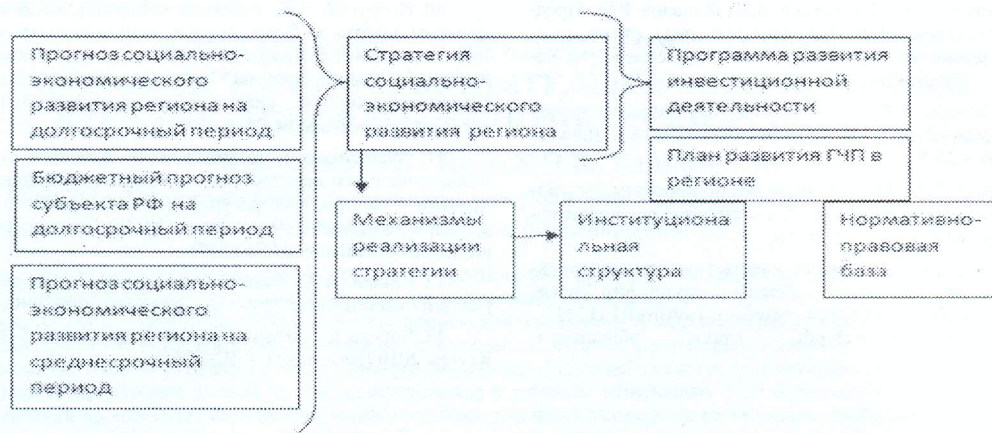 Прогноз социально-
экономического
развития региона на
долгосрочный период
Бюджетный прогноз
субъекта РФ на
долгосрочный период
Прогноз социально-
экономического
развития региона на
среднесрочный
период
Стратегия
социально-
экономического
развития региона
Механизмы
реализации
стратегии
Институциона
льная
структура
Программа развития
инвестиционной
деятельности
План развития ГЧП в
регионе
Нормативно-
правовая
база